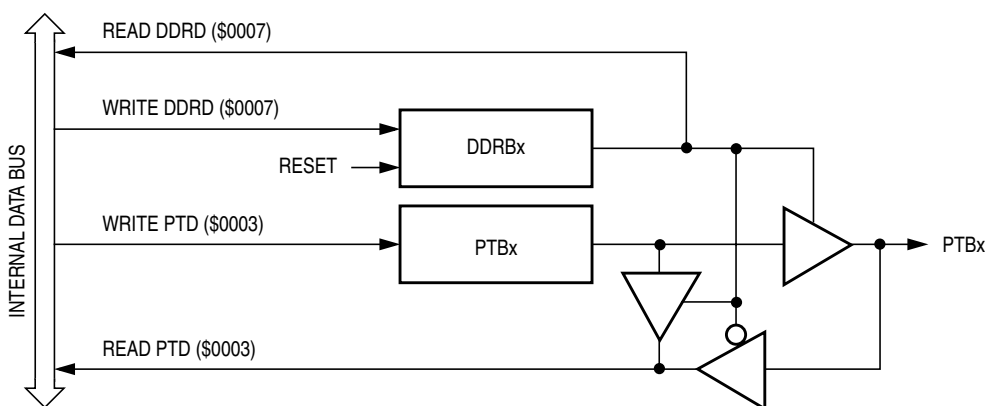 READ DDRD ($0007)
WRITE DDRD ($0007)
DDRBx
RESET
INTERNAL DATA BUS
WRITE PTD ($0003)
PTBx
PTBx
READ PTD ($0003)